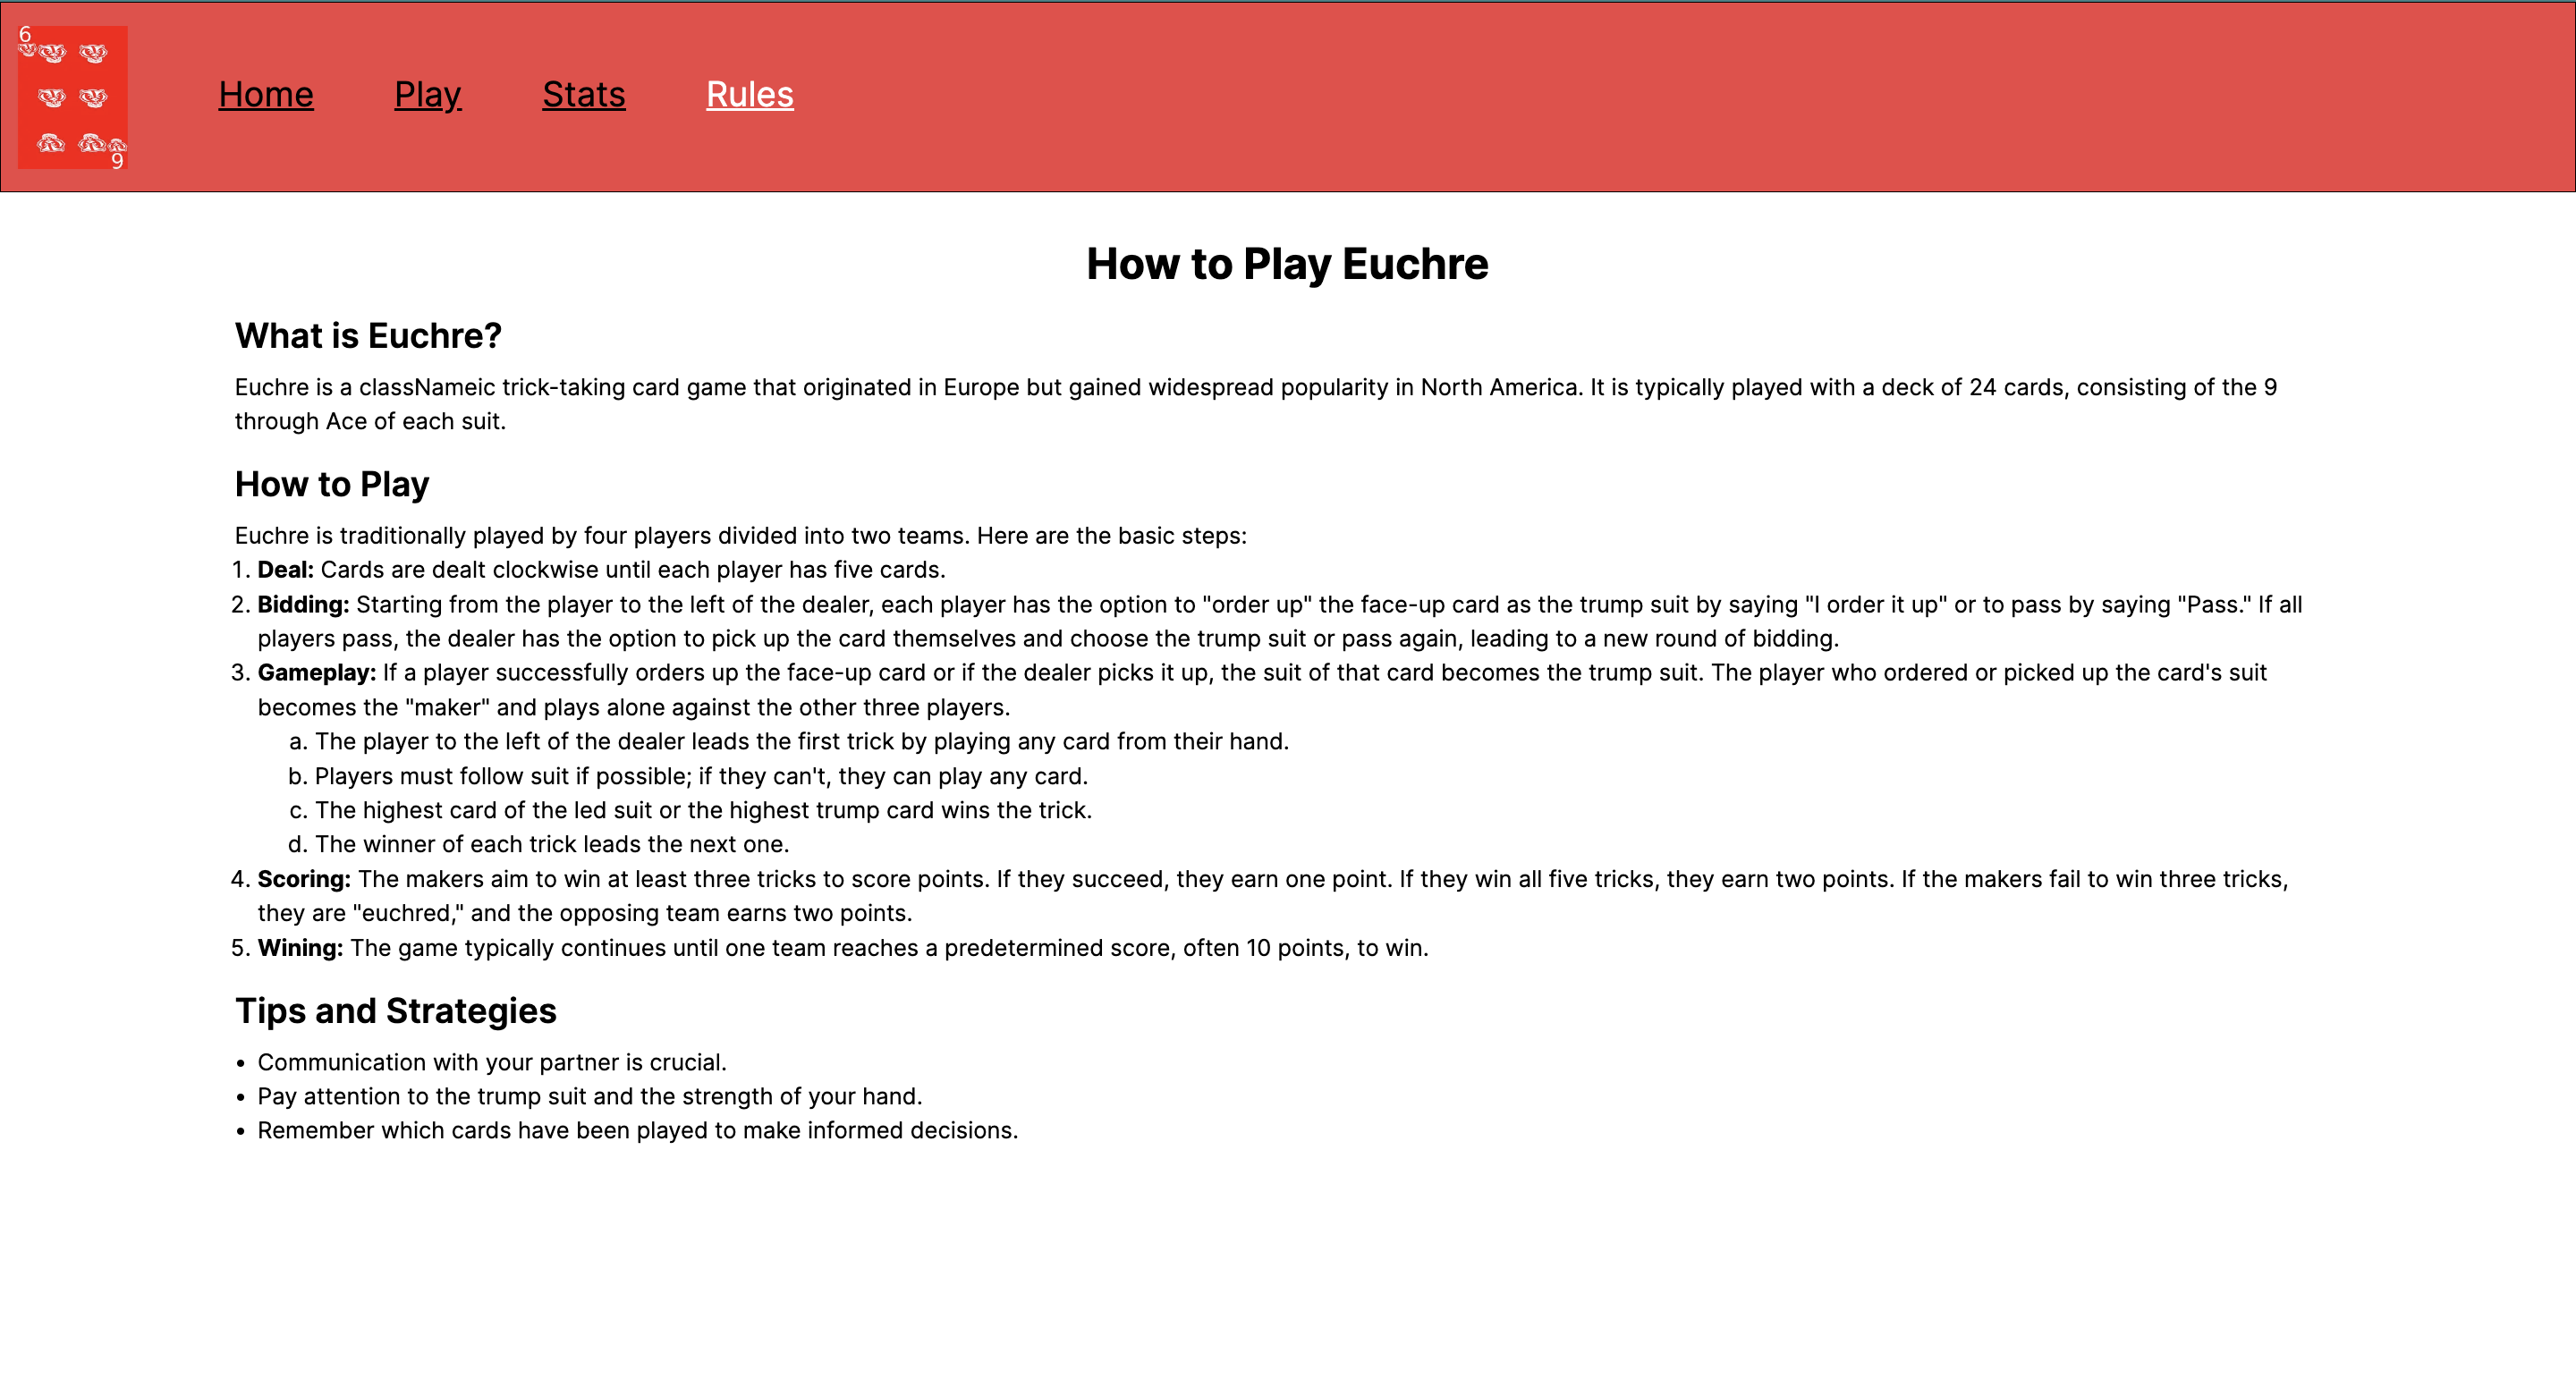 6
Home Play Stats Rules
9
How to Play Euchre
What is Euchre?
Euchre is a classNameic trick-taking card game that originated in Europe but gained widespread popularity in North America. It is typically played with a deck of 24 cards, consisting of the 9
through Ace of each suit.
How to Play
Euchre is traditionally played by four players divided into two teams. Here are the basic steps:
1. Deal: Cards are dealt clockwise until each player has five cards.
2. Bidding: Starting from the player to the left of the dealer, each player has the option to "order up" the face-up card as the trump suit by saying "I order it up" or to pass by saying "Pass." If all
players pass, the dealer has the option to pick up the card themselves and choose the trump suit or pass again, leading to a new round of bidding.
3. Gameplay: If a player successfully orders up the face-up card or if the dealer picks it up, the suit of that card becomes the trump suit. The player who ordered or picked up the card's suit
becomes the "maker" and plays alone against the other three players.
a. The player to the left of the dealer leads the first trick by playing any card from their hand.
b. Players must follow suit if possible; if they can't, they can play any card.
c. The highest card of the led suit or the highest trump card wins the trick.
d. The winner of each trick leads the next one.
4. Scoring: The makers aim to win at least three tricks to score points. If they succeed, they earn one point. If they win all five tricks, they earn two points. If the makers fail to win three tricks,
they are "euchred," and the opposing team earns two points.
5. Wining: The game typically continues until one team reaches a predetermined score, often 10 points, to win.
Tips and Strategies
• Communication with your partner is crucial.
• Pay attention to the trump suit and the strength of your hand.
• Remember which cards have been played to make informed decisions.